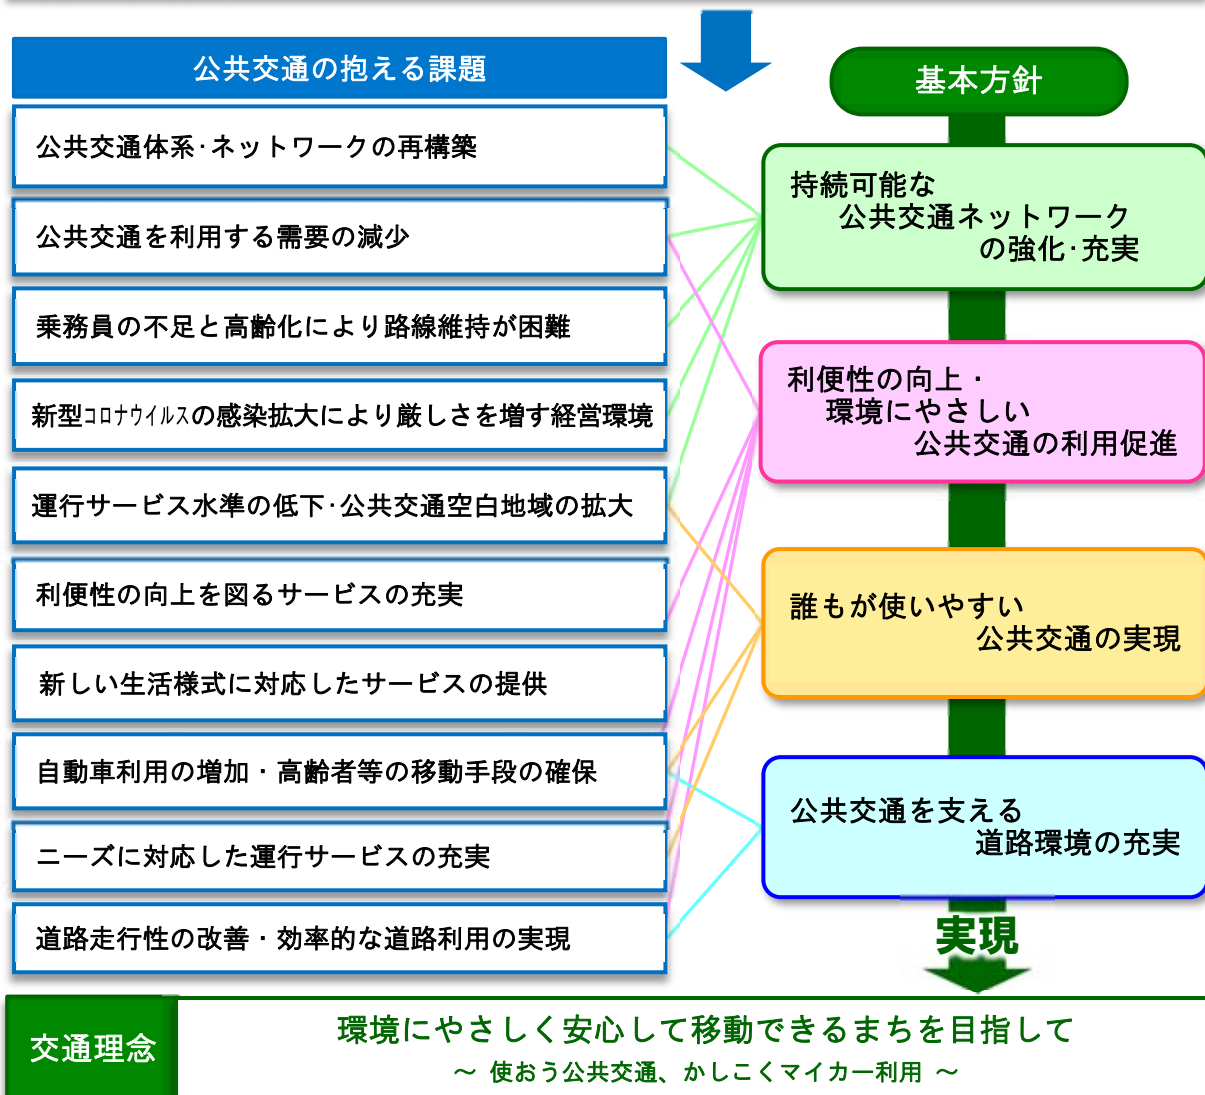 公共交通の抱える課題
公共交通体系･ネットワークの再構築
公共交通を利用する需要の減少
乗務員の不足と高齢化により路線維持が困難
新型ｺﾛﾅｳｲﾙｽの感染拡大により厳しさを増す経営環境
運行サービス水準の低下･公共交通空白地域の拡大
利便性の向上を図るサービスの充実
新しい生活様式に対応したサービスの提供
自動車利用の増加・高齢者等の移動手段の確保
ニーズに対応した運行サービスの充実
道路走行性の改善・効率的な道路利用の実現
基本方針
持続可能な
公共交通ネットワーク
の強化･充実
利便性の向上・
環境にやさしい
公共交通の利用促進
誰もが使いやすい
公共交通の実現
公共交通を支える
道路環境の充実
実現
交通理念
環境にやさしく安心して移動できるまちを目指して
～ 使おう公共交通、かしこくマイカー利用 ～